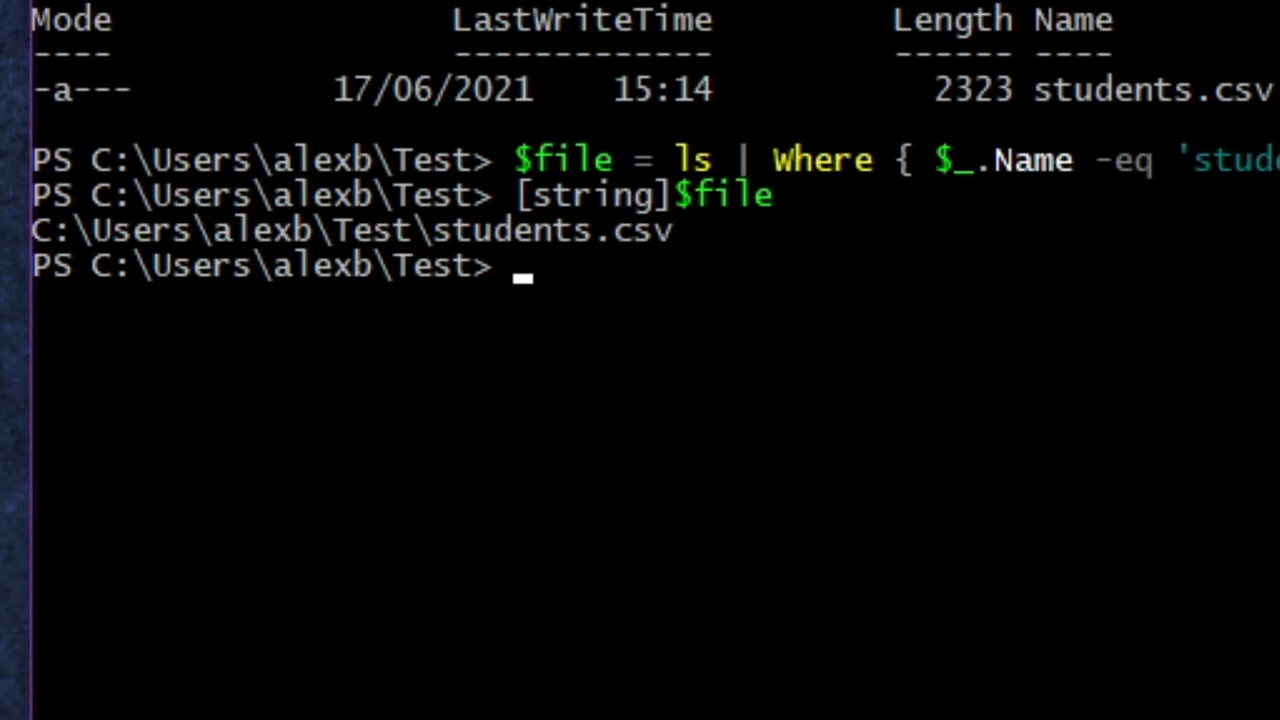 Mode LastWriteTime Length Name
---- ------------- ------ ----
-a--- 17/06/2021 15:14 2323 students.csv
PS C:\Users\alexb\Test> $file = ls | Where { $_.Name -eq 'stude
PS C:\Users\alexb\Test> [string]$file
C:\Users\alexb\Test\students.csv
PS C:\Users\alexb\Test>